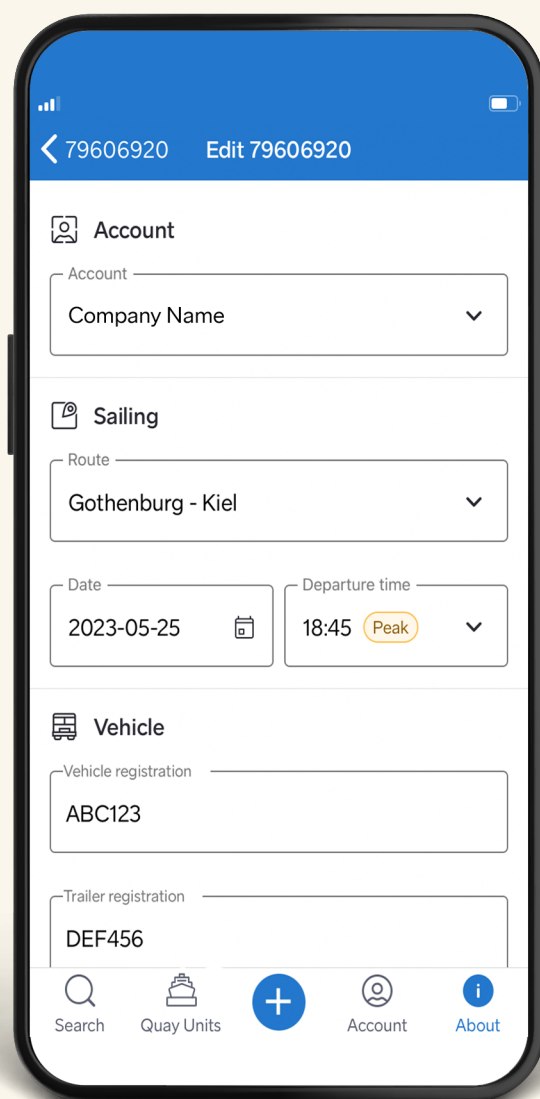 79606920 Edit 79606920
Account
Account
Company Name
Sailing
Route
Gothenburg - Kiel
Date Departure time
2023-05-25 18:45 Peak
Vehicle
Vehicle registration
ABC123
Trailer registration
DEF456
Search Quay Units Account About